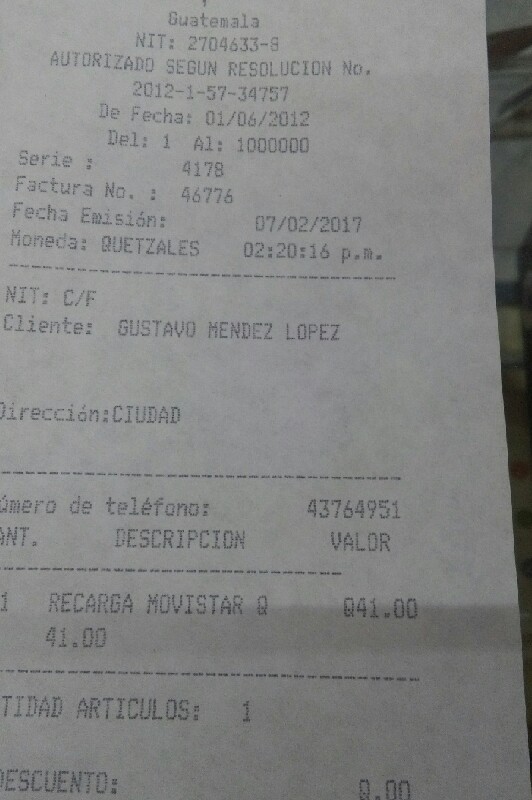 Guatemala
NIT: 2704633-8
AUTORIZADO SEGUN RESOLUCION No.
2012-1-57-34757
De Fecha: 01/06/2012
Del: 1 Al: 1000000
Serie : 4178
Factura No. : 46776
Fecha Emisión: 07/02/2017
Moneda: QUETZALES 02:20:16 p.m.
NIT: C/F
Cliente: GUSTAVO MENDEZ LOPEZ
Dirección:CIUDAD
úmero de teléfono: 43764951
ANT. DESCRIPCION VALOR
1 RECARGA MOVISTAR Q Q41.00
41.00
TIDAD ARTICULOS: 1
DESCUENTO: Q.00